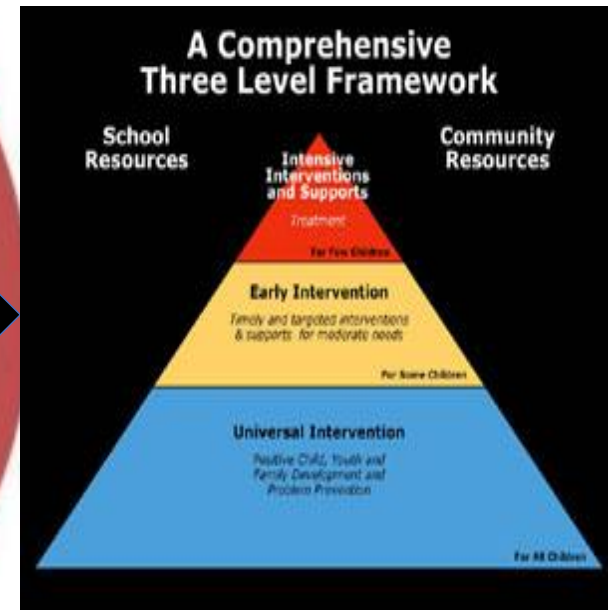 A Comprehensive
Three Level Framework
School
Resources
Community
Resources
Intensive
Interventions
and Supports
Treatment
For Few Children
Early Intervention
Timely and targeted interventions
& supports for moderate needs
For Some Children
Universal Intervention
Positive Child, Youth and
Family Development and
Problem Prevention
For All Children